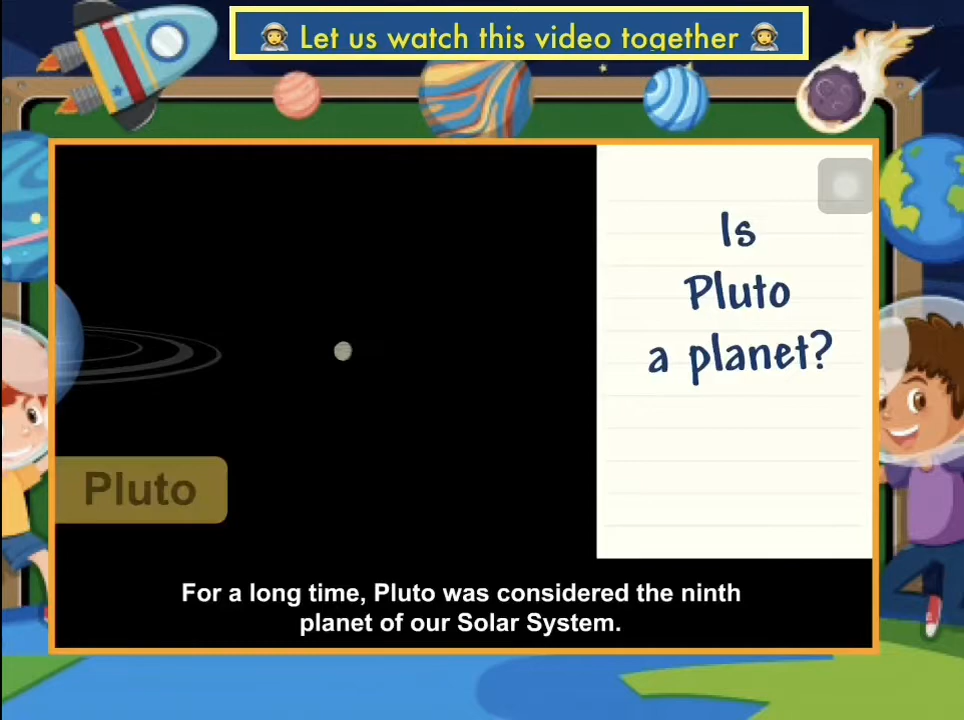 🧑‍🚀 Let us watch this video together 🧑‍🚀
Is
Pluto
a planet?
Pluto
For a long time, Pluto was considered the ninth
planet of our Solar System.